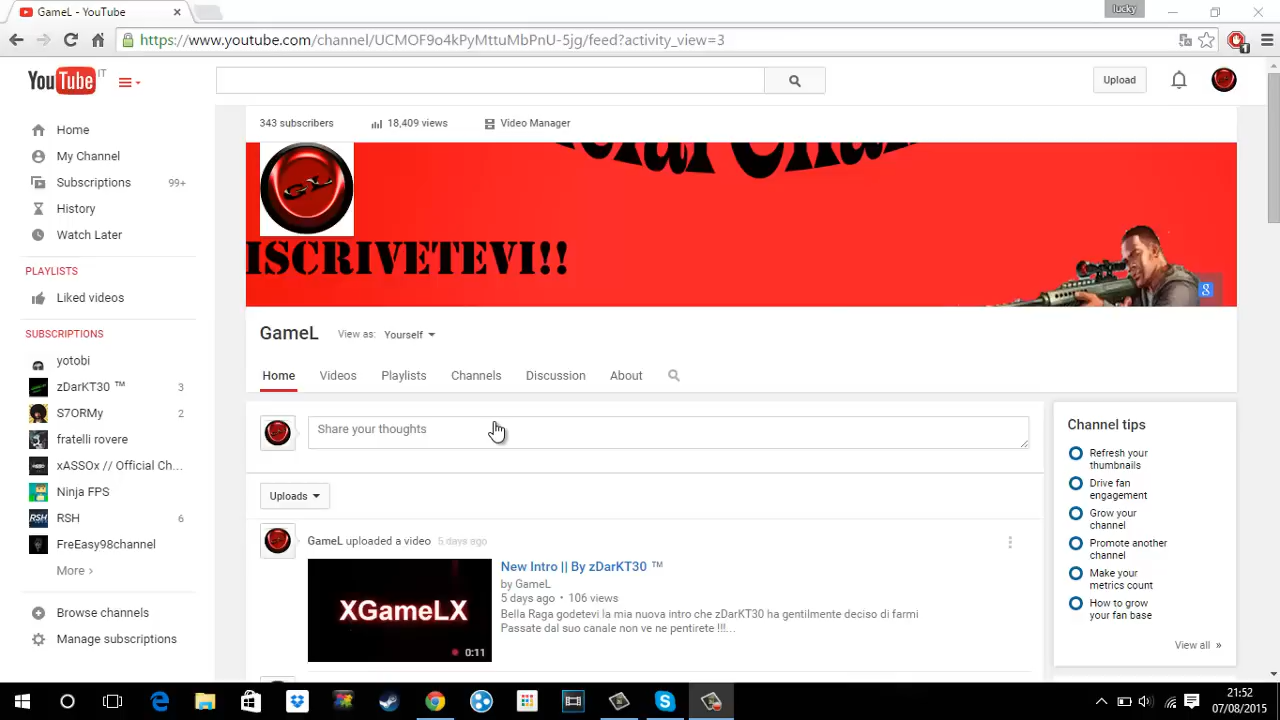 GameL - YouTube
lucky
https://www.youtube.com/channel/UCMOF9o4kPyMttuMbPnU-5jg/feed?activity_view=3
YouTube IT
Upload
Home
My Channel
Subscriptions 99+
History
Watch Later
PLAYLISTS
Liked videos
SUBSCRIPTIONS
yotobi
zDarKT30 ™ 3
S7ORMy 2
fratelli rovere
xASSOx // Official Ch...
Ninja FPS
RSH 6
FreEasy98channel
More ›
Browse channels
Manage subscriptions
343 subscribers
18,409 views
Video Manager
GL
ISCRIVETEVI!!
GameL View as: Yourself
Home Videos Playlists Channels Discussion About
Share your thoughts
Uploads
GameL uploaded a video 5 days ago
XGameLX
0:11
New Intro || By zDarKT30 ™
by GameL
5 days ago • 106 views
Bella Raga godetevi la mia nuova intro che zDarKT30 ha gentilmente deciso di farmi
Passate dal suo canale non ve ne pentirete !!!...
Channel tips
Refresh your
thumbnails
Drive fan
engagement
Grow your
channel
Promote another
channel
Make your
metrics count
How to grow
your fan base
View all »
21:52
07/08/2015